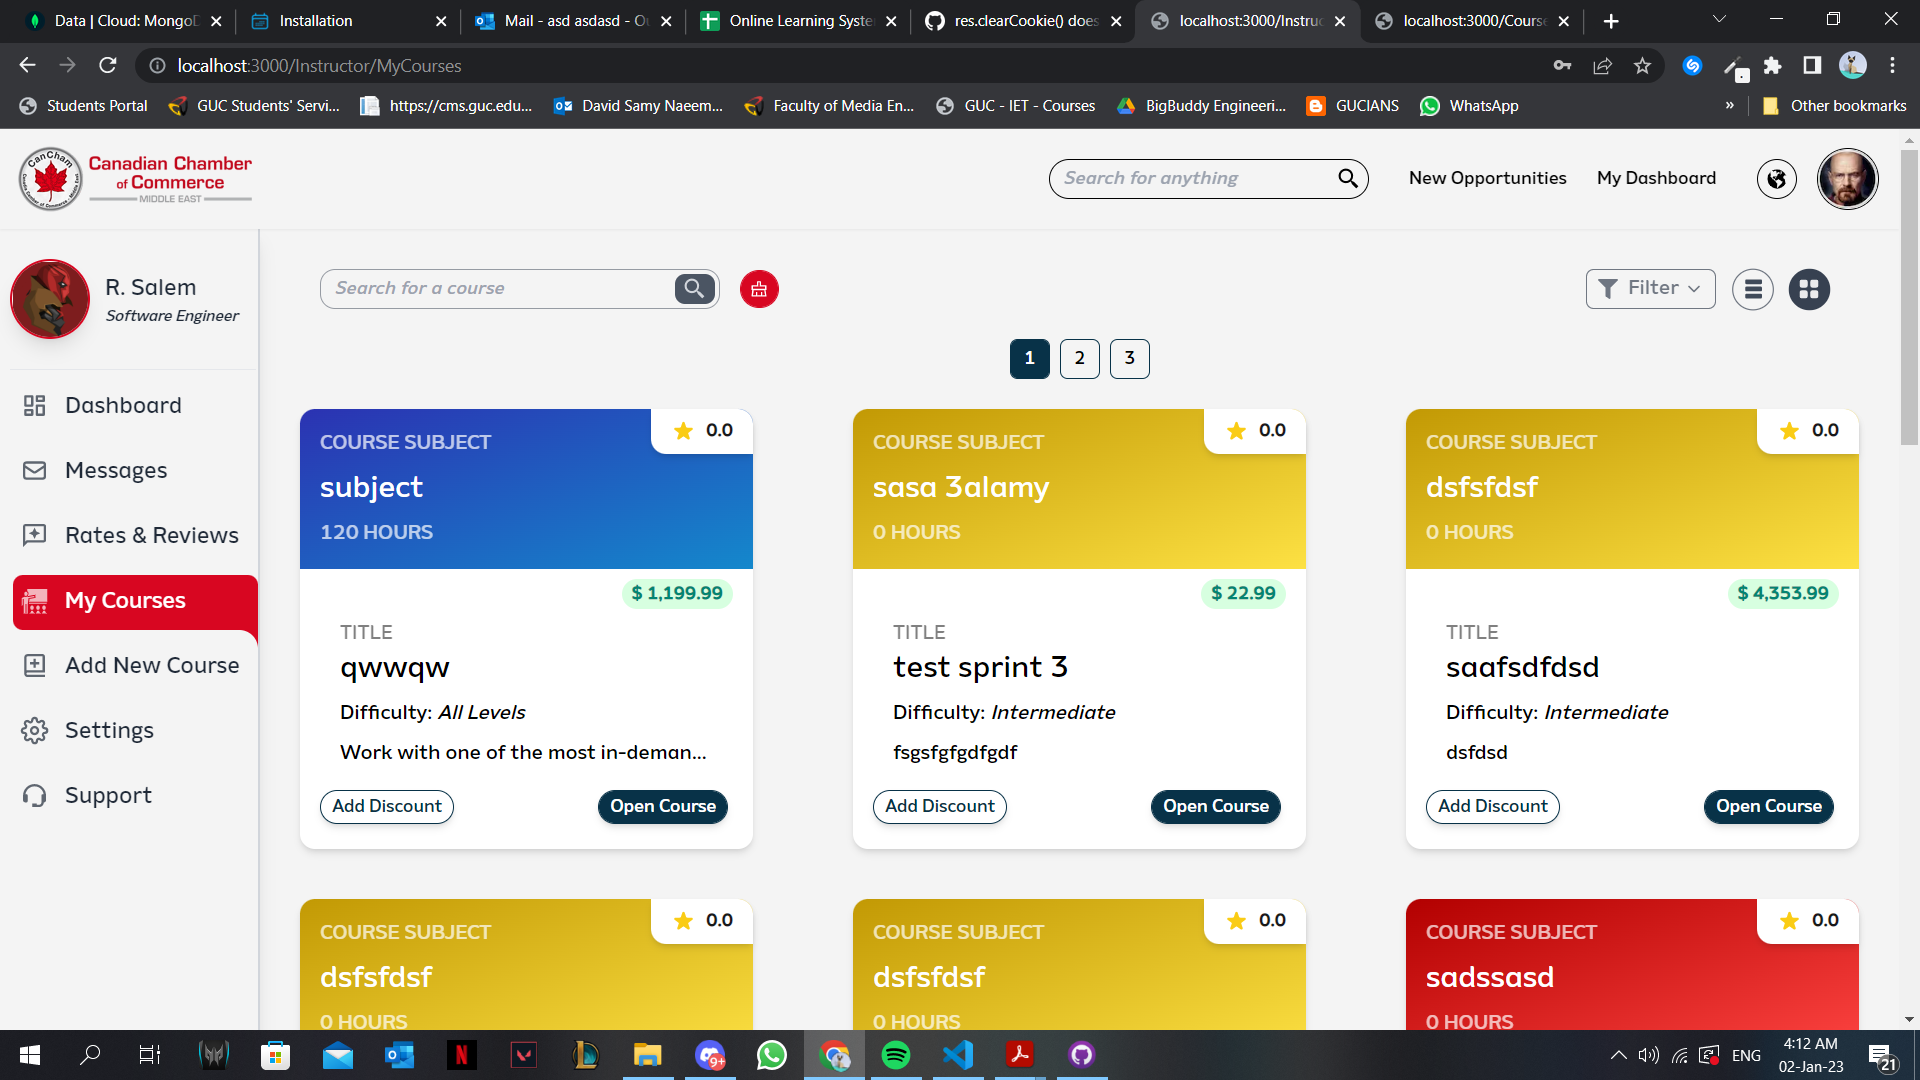 Data | Cloud: MongoD
Installation
Mail - asd asdasd - Ou
Online Learning Syste
res.clearCookie() does
localhost:3000/Instruc
localhost:3000/Course
localhost:3000/Instructor/MyCourses
Students Portal
GUC Students' Servi...
https://cms.guc.edu...
David Samy Naeem...
Faculty of Media En...
GUC - IET - Courses
BigBuddy Engineeri...
GUCIANS
WhatsApp
»
Other bookmarks
CanCham
Canadian Chamber
of Commerce
MIDDLE EAST
Search for anything
New Opportunities
My Dashboard
R. Salem
Software Engineer
Dashboard
Messages
Rates & Reviews
My Courses
Add New Course
Settings
Support
Search for a course
Filter
1 2 3
COURSE SUBJECT
0.0
subject
120 HOURS
$ 1,199.99
TITLE
qwwqw
Difficulty: All Levels
Work with one of the most in-deman...
Add Discount
Open Course
COURSE SUBJECT
0.0
sasa 3alamy
0 HOURS
$ 22.99
TITLE
test sprint 3
Difficulty: Intermediate
fsgsfgfgdfgdf
Add Discount
Open Course
COURSE SUBJECT
0.0
dsfsfdsf
0 HOURS
$ 4,353.99
TITLE
saafsdfdsd
Difficulty: Intermediate
dsfdsd
Add Discount
Open Course
COURSE SUBJECT
0.0
dsfsfdsf
0 HOURS
COURSE SUBJECT
0.0
dsfsfdsf
0 HOURS
COURSE SUBJECT
0.0
sadssasd
0 HOURS
9+
ENG
4:12 AM
02-Jan-23
21